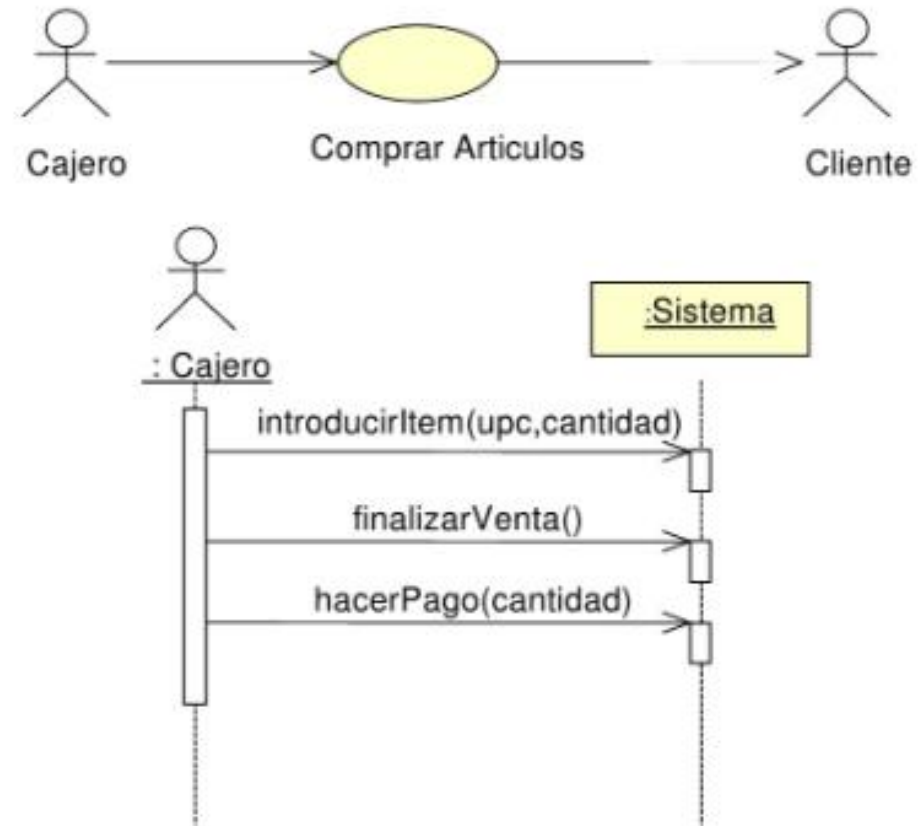 Cajero
Comprar Articulos
Cliente
: Cajero
:Sistema
introducirItem(upc,cantidad)
finalizarVenta()
hacerPago(cantidad)